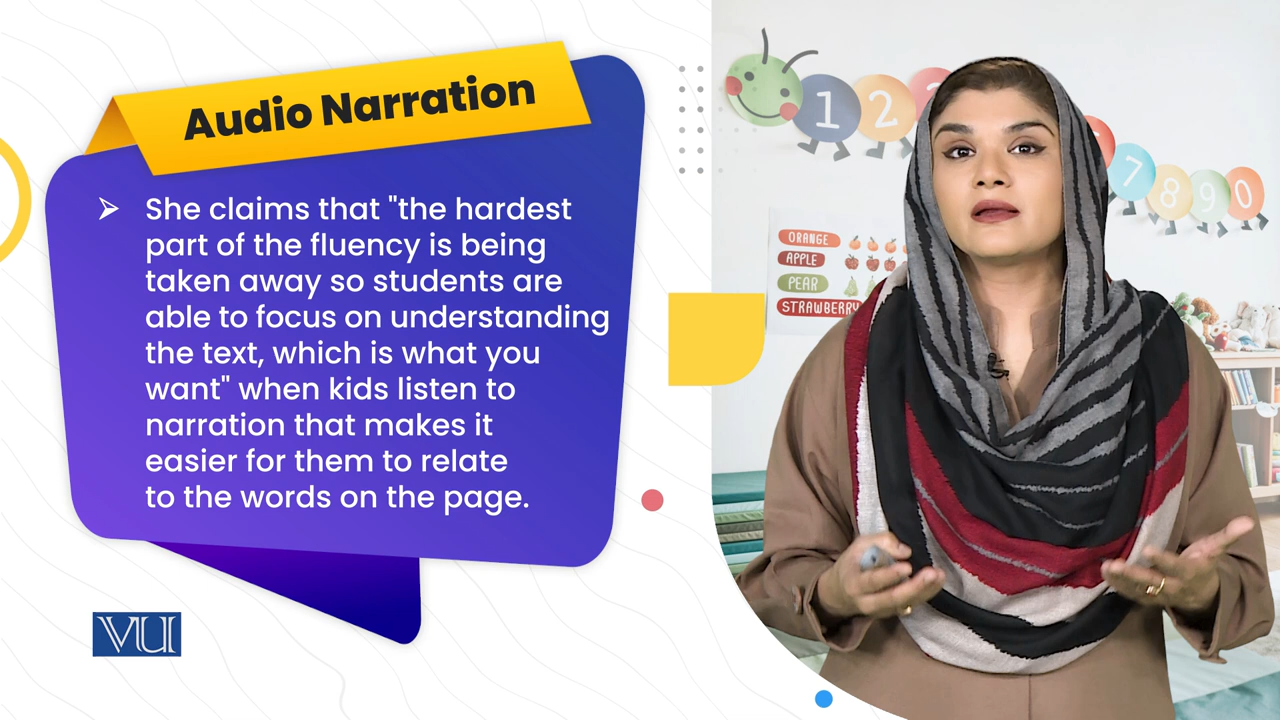 Audio Narration
➢ She claims that "the hardest
part of the fluency is being
taken away so students are
able to focus on understanding
the text, which is what you
want" when kids listen to
narration that makes it
easier for them to relate
to the words on the page.
VU
1 2
7 8 9 0
ORANGE
APPLE
PEAR
STRAWBERRY